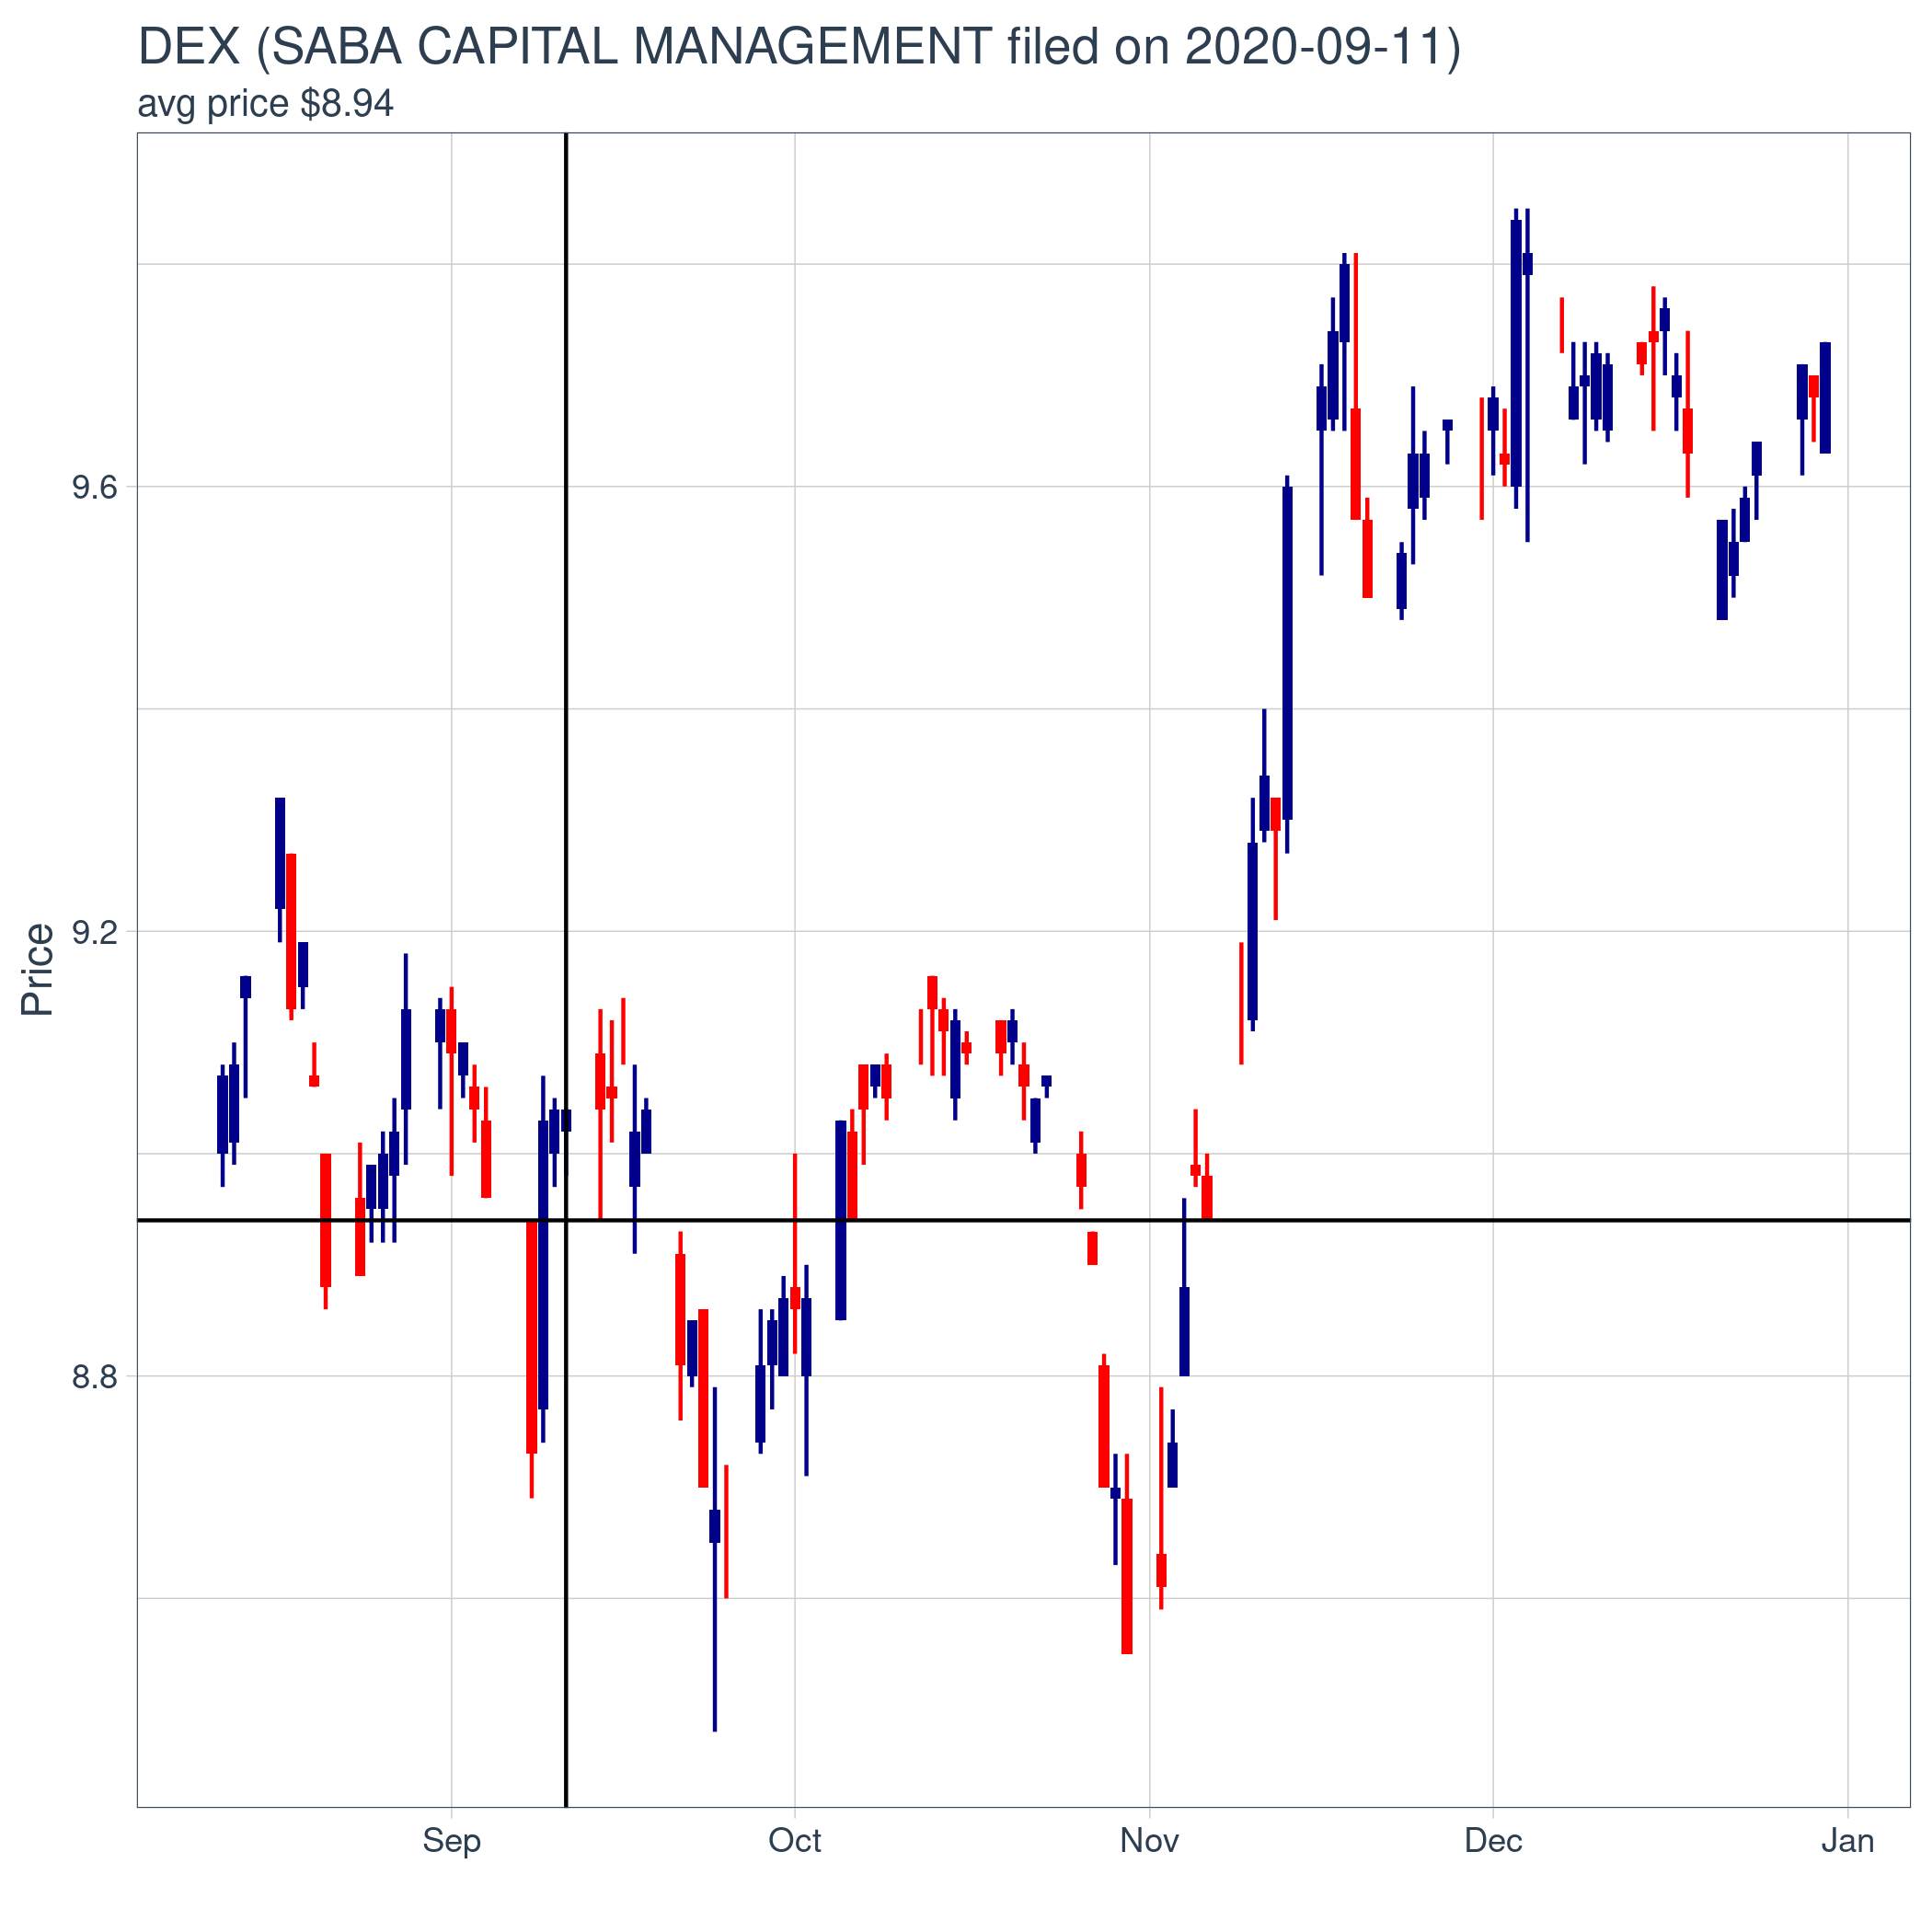 DEX (SABA CAPITAL MANAGEMENT filed on 2020-09-11)
avg price $8.94
9.6
9.2
8.8
Price
Sep Oct Nov Dec Jan